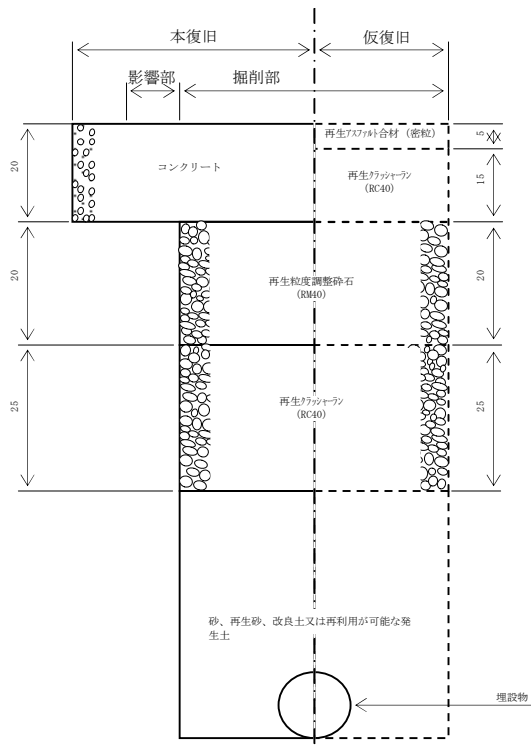 本復旧
仮復旧
影響部
掘削部
再生ｱｽﾌｧﾙﾄ合材（密粒）
5
20
コンクリート
再生ｸﾗｯｼｬｰﾗﾝ
(RC40)
15
20
再生粒度調整砕石
(RM40)
20
25
再生ｸﾗｯｼｬｰﾗﾝ
(RC40)
25
砂、再生砂、改良土又は再利用が可能な発
生土
埋設物